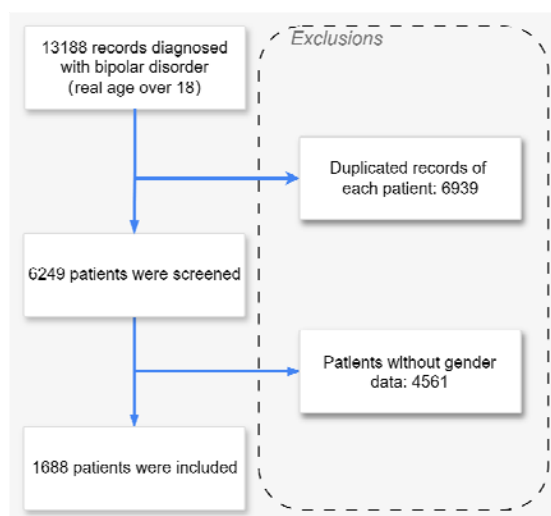 13188 records diagnosed
with bipolar disorder
(real age over 18)
Exclusions
Duplicated records of
each patient: 6939
6249 patients were screened
Patients without gender
data: 4561
1688 patients were included